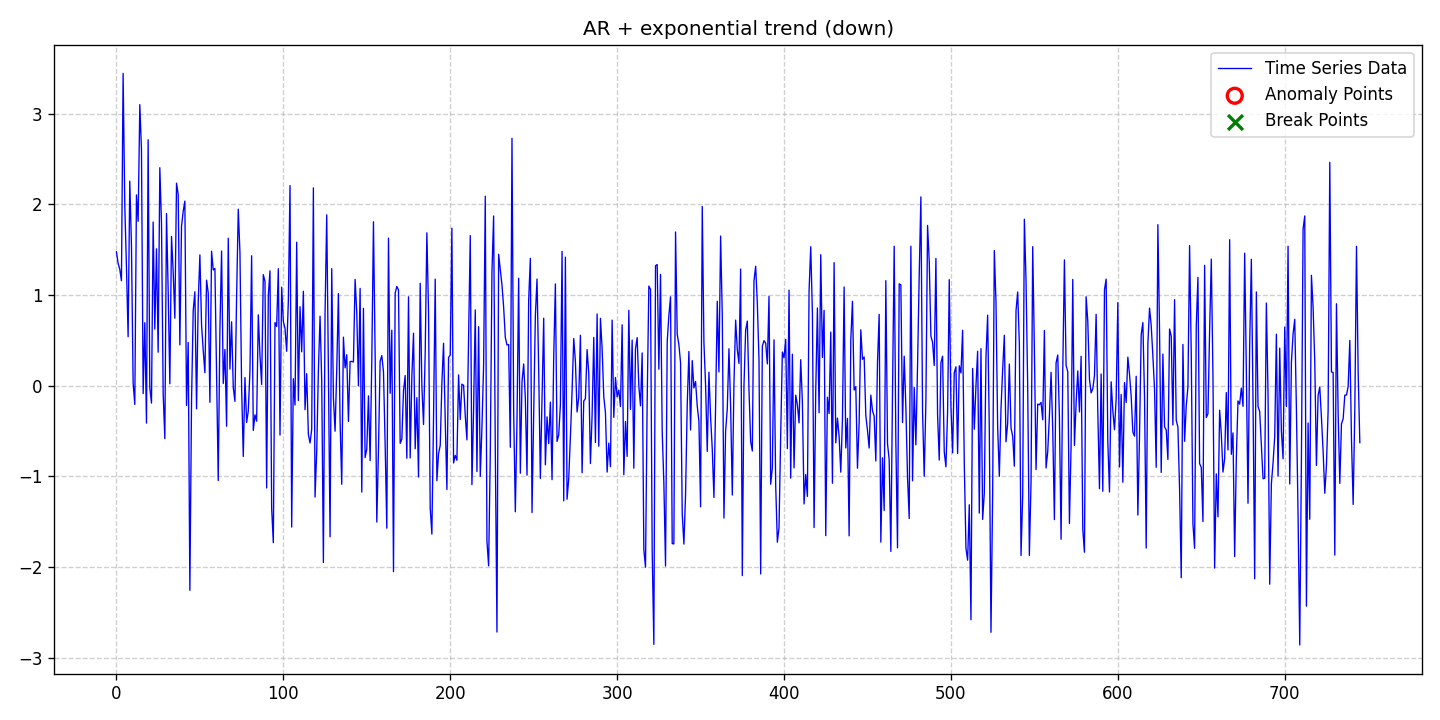 AR + exponential trend (down)
Time Series Data
Anomaly Points
Break Points
3
2
1
0
−1
−2
−3
0 100 200 300 400 500 600 700